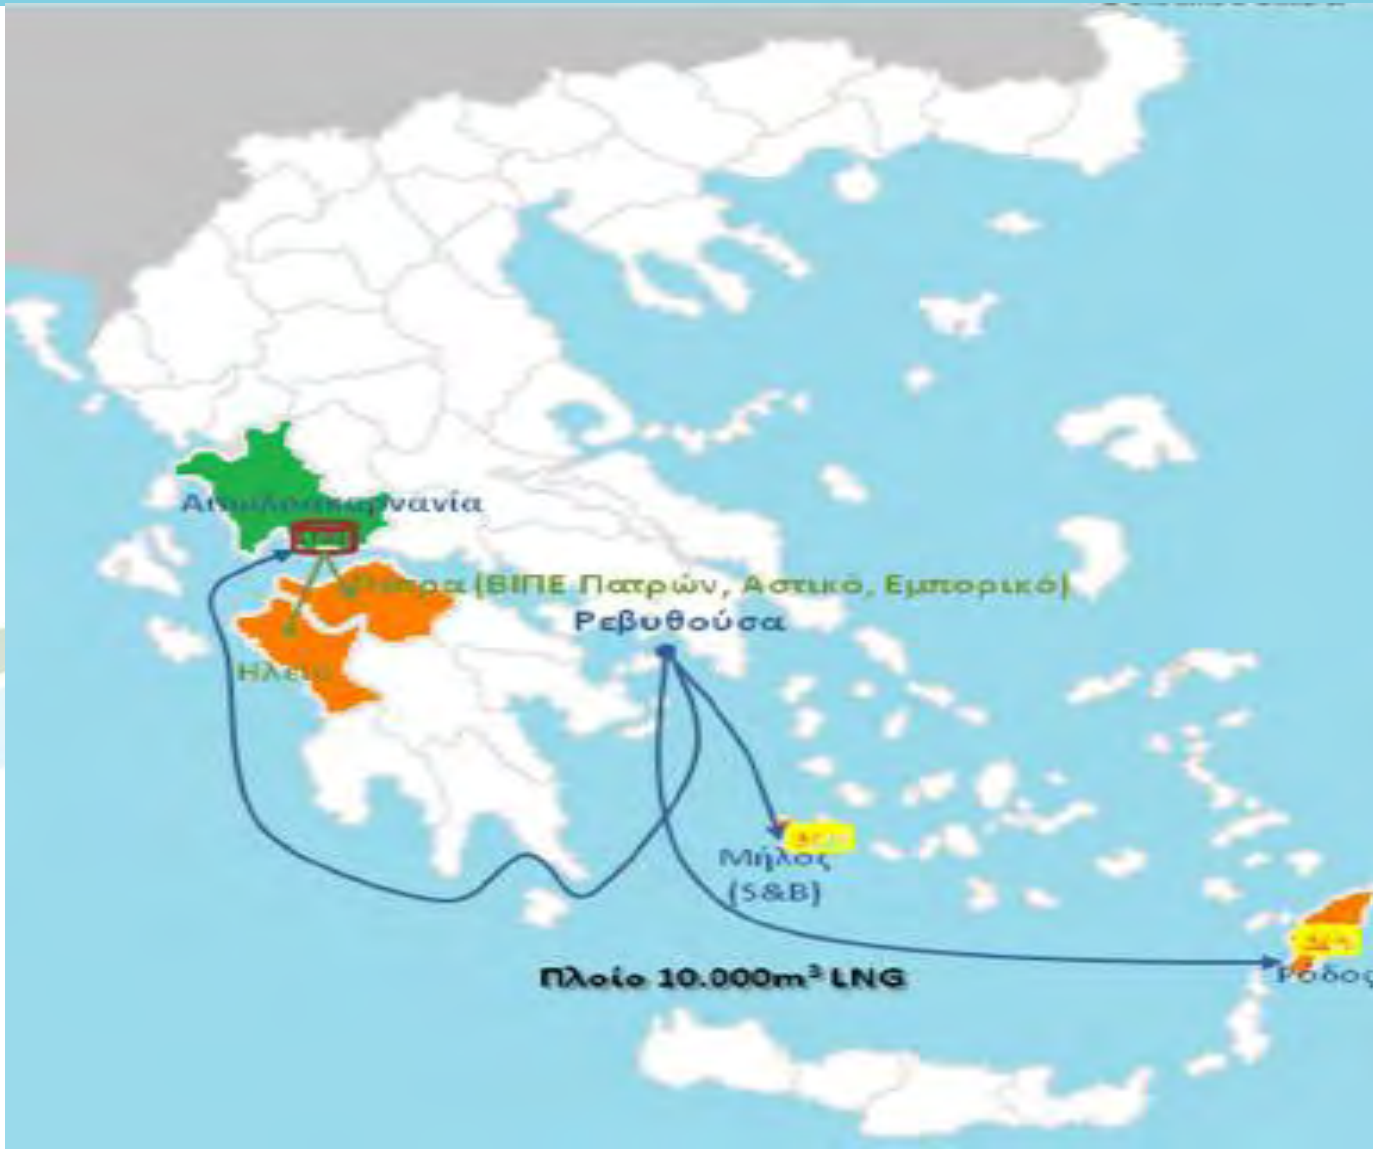 Αιτωλοακαρνανία
Πάτρα (ΒΙΠΕ Πατρών, Αστικό, Εμπορικό)
Ρεβυθούσα
Ηλεία
Μήλος
(S&B)
Ρόδος
Πλοίο 10.000m³ LNG